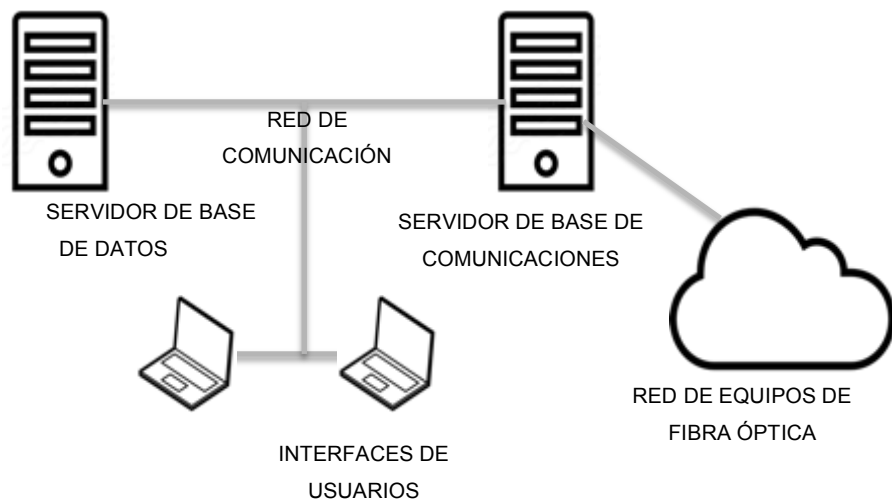 RED DE
COMUNICACIÓN
SERVIDOR DE BASE
DE DATOS
SERVIDOR DE BASE DE
COMUNICACIONES
RED DE EQUIPOS DE
FIBRA ÓPTICA
INTERFACES DE
USUARIOS